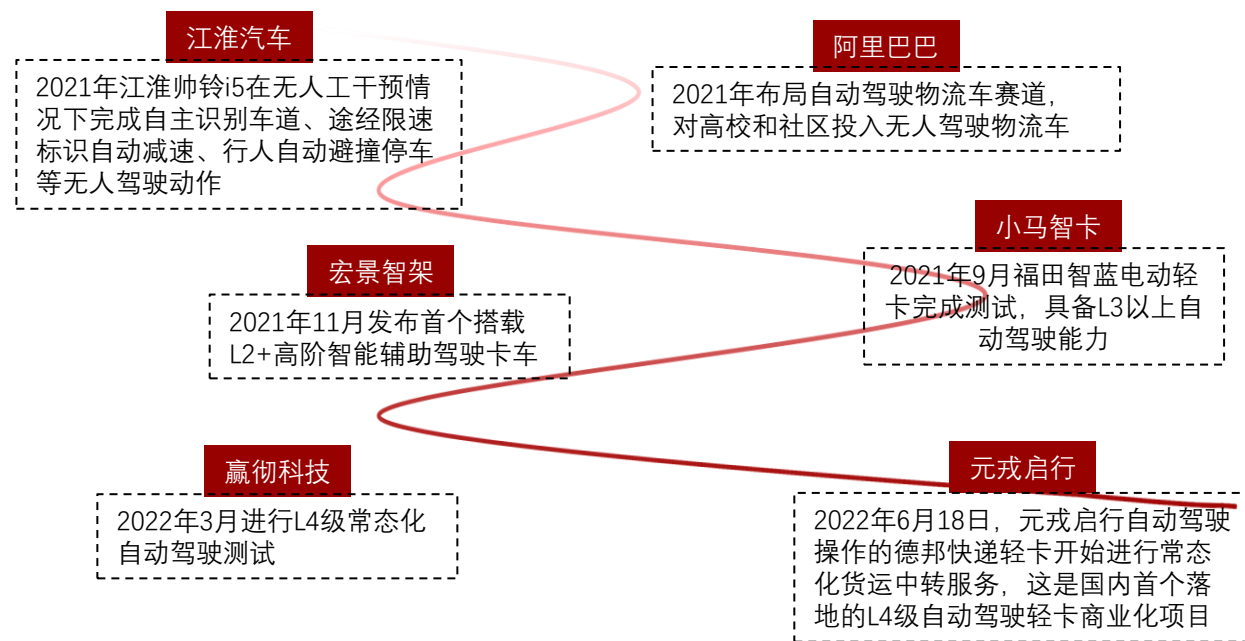 江淮汽车
2021年江淮帅铃i5在无人工干预情
况下完成自主识别车道、途经限速
标识自动减速、行人自动避撞停车
等无人驾驶动作
阿里巴巴
2021年布局自动驾驶物流车赛道，
对高校和社区投入无人驾驶物流车
小马智卡
2021年9月福田智蓝电动轻
卡完成测试，具备L3以上自
动驾驶能力
宏景智架
2021年11月发布首个搭载
L2+高阶智能辅助驾驶卡车
赢彻科技
2022年3月进行L4级常态化
自动驾驶测试
元戎启行
2022年6月18日，元戎启行自动驾驶
操作的德邦快递轻卡开始进行常态
化货运中转服务，这是国内首个落
地的L4级自动驾驶轻卡商业化项目